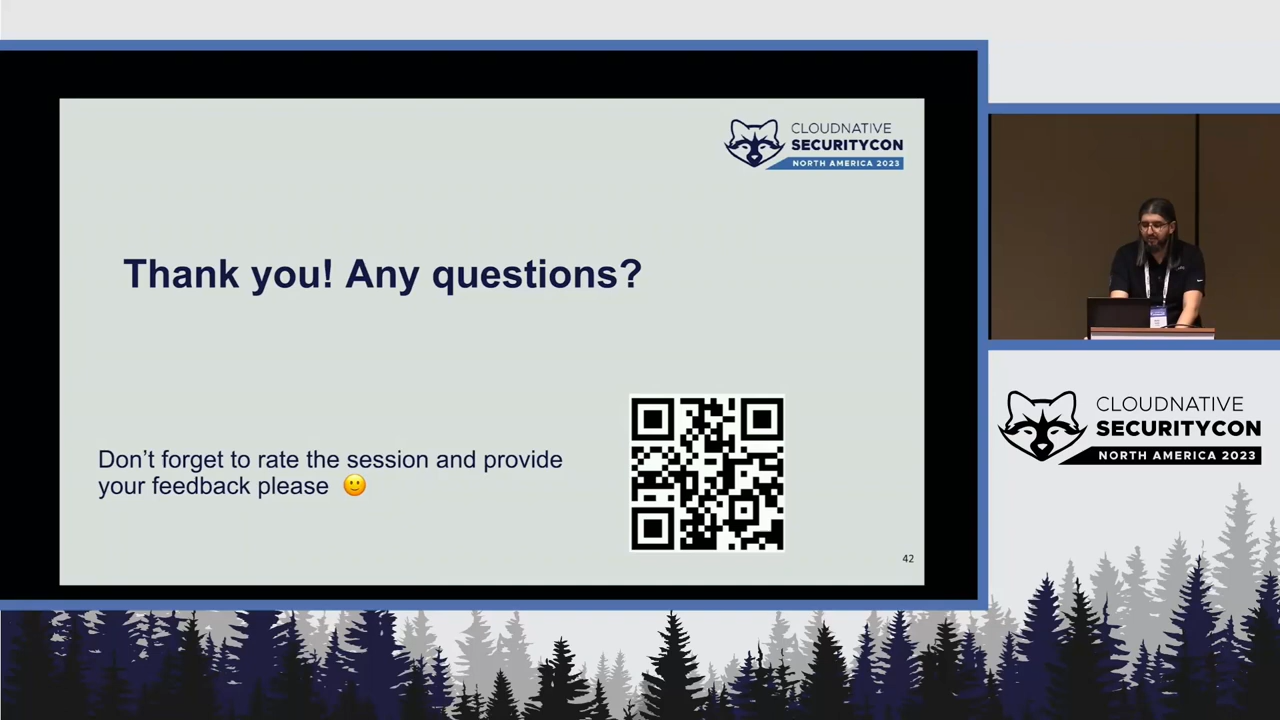 CLOUDNATIVE
SECURITYCON
NORTH AMERICA 2023
Thank you! Any questions?
Don’t forget to rate the session and provide
your feedback please 🙂
42
CLOUDNATIVE
SECURITYCON
NORTH AMERICA 2023